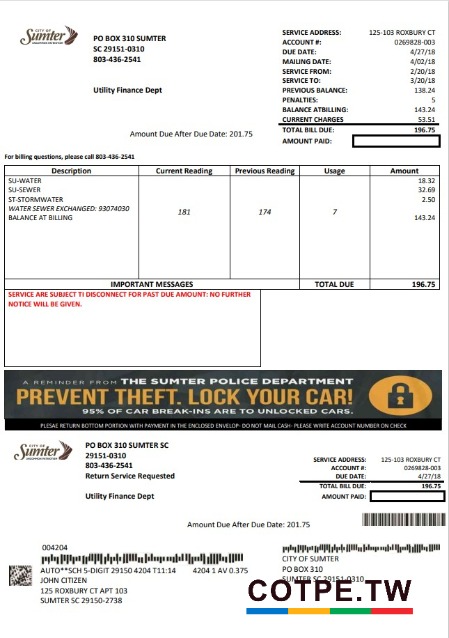 CITY OF
Sumter
PO BOX 310 SUMTER
SC 29151-0310
803-436-2541
Utility Finance Dept
SERVICE ADDRESS: 125-103 ROXBURY CT
ACCOUNT #: 0269828-003
DUE DATE: 4/27/18
MAILING DATE: 4/02/18
SERVICE FROM: 2/20/18
SERVICE TO: 3/20/18
PREVIOUS BALANCE: 138.24
PENALTIES: 5
BALANCE ATBILLING: 143.24
CURRENT CHARGES 53.51
TOTAL BILL DUE: 196.75
AMOUNT PAID:
Amount Due After Due Date: 201.75
For billing questions, please call 803-436-2541
Description Current Reading Previous Reading Usage Amount
SU-WATER 18.32
SU-SEWER 32.69
ST-STORMWATER 2.50
WATER SEWER EXCHANGED: 93074030 181 174 7
BALANCE AT BILLING 143.24
IMPORTANT MESSAGES TOTAL DUE 196.75
SERVICE ARE SUBJECT TI DISCONNECT FOR PAST DUE AMOUNT: NO FURTHER
NOTICE WILL BE GIVEN.
A REMINDER FROM THE SUMTER POLICE DEPARTMENT
PREVENT THEFT. LOCK YOUR CAR!
95% OF CAR BREAK-INS ARE TO UNLOCKED CARS.
PLESAE RETURN BOTTOM PORTION WITH PAYMENT IN THE ENCLOSED ENVELOP- DO NOT MAIL CASH- PLEASE WRITE ACCOUNT NUMBER ON CHECK
CITY OF
Sumter
PO BOX 310 SUMTER SC
29151-0310
803-436-2541
Return Service Requested
Utility Finance Dept
SERVICE ADDRESS: 125-103 ROXBURY CT
ACCOUNT #: 0269828-003
DUE DATE: 4/27/18
TOTAL BILL DUE: 196.75
AMOUNT PAID:
Amount Due After Due Date: 201.75
004204
AUTO**SCH 5-DIGIT 29150 4204 T11:14 4204 1 AV 0.375
JOHN CITIZEN
125 ROXBURY CT APT 103
SUMTER SC 29150-2738
CITY OF SUMTER
PO BOX 310
SUMTER SC 29151-0310
COTPE.TW